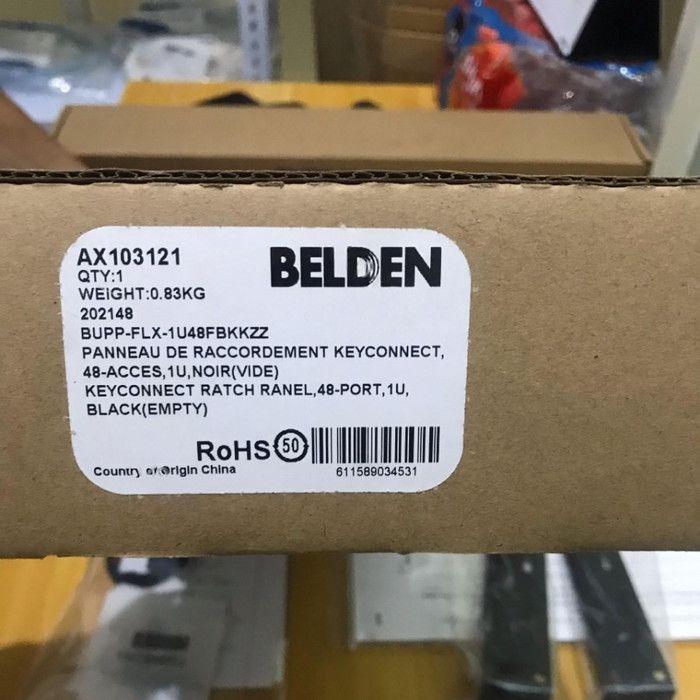 AX103121
BELDEN
QTY:1
WEiGHT:0.83KG
202148
BUPP-FLX-1U48FBKKZZ
PANNEAU DE RACCORDEMENT KEYCONNECT,
48-ACCES,1U,NOIR(VIDE)
KEYCONNECT RATCH RANEL,48-PORT,1U,
BLACK(EMPTY)
RoHS 50
Country of Origin China
611589034531